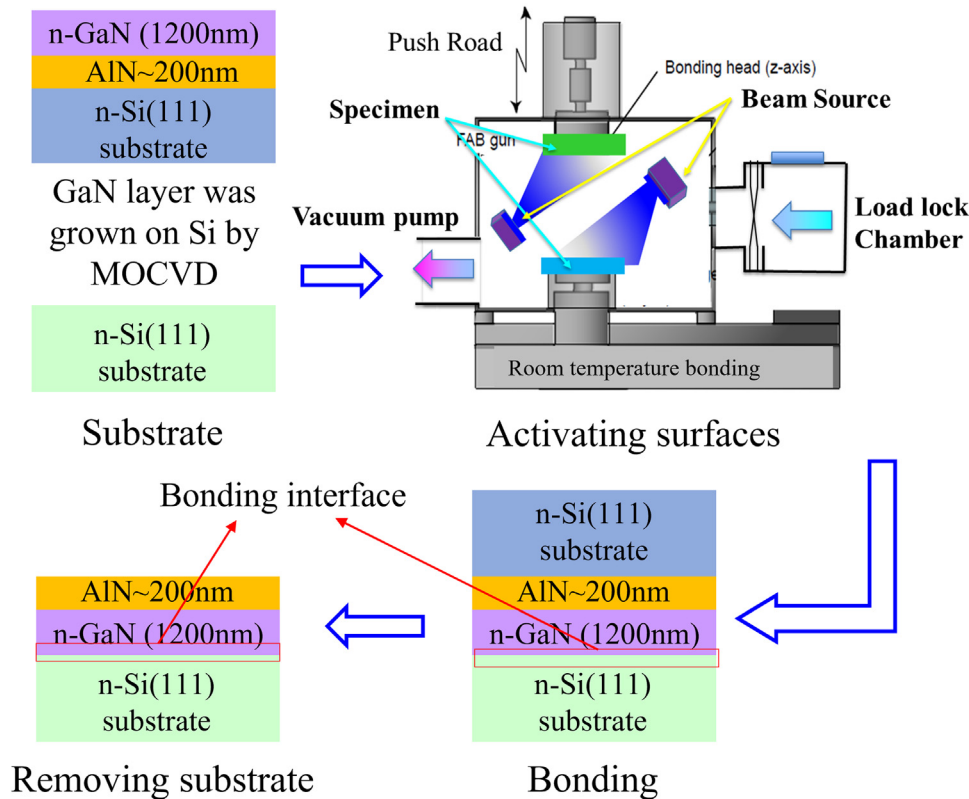 n-GaN (1200nm)
AlN~200nm
n-Si(111)
substrate
GaN layer was
grown on Si by
MOCVD
n-Si(111)
substrate
Substrate
Push Road
Bonding head (z-axis)
Specimen
Beam Source
FAB gun
Vacuum pump
Load lock
Chamber
Room temperature bonding
Activating surfaces
Bonding interface
n-Si(111)
substrate
AlN~200nm
n-GaN (1200nm)
n-Si(111)
substrate
Bonding
AlN~200nm
n-GaN (1200nm)
n-Si(111)
substrate
Removing substrate